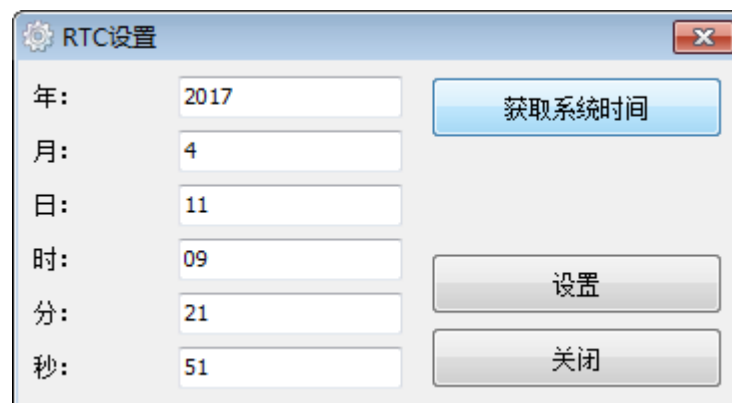 RTC设置
年: 2017 获取系统时间
月: 4
日: 11
时: 09
设置
分: 21
秒: 51 关闭